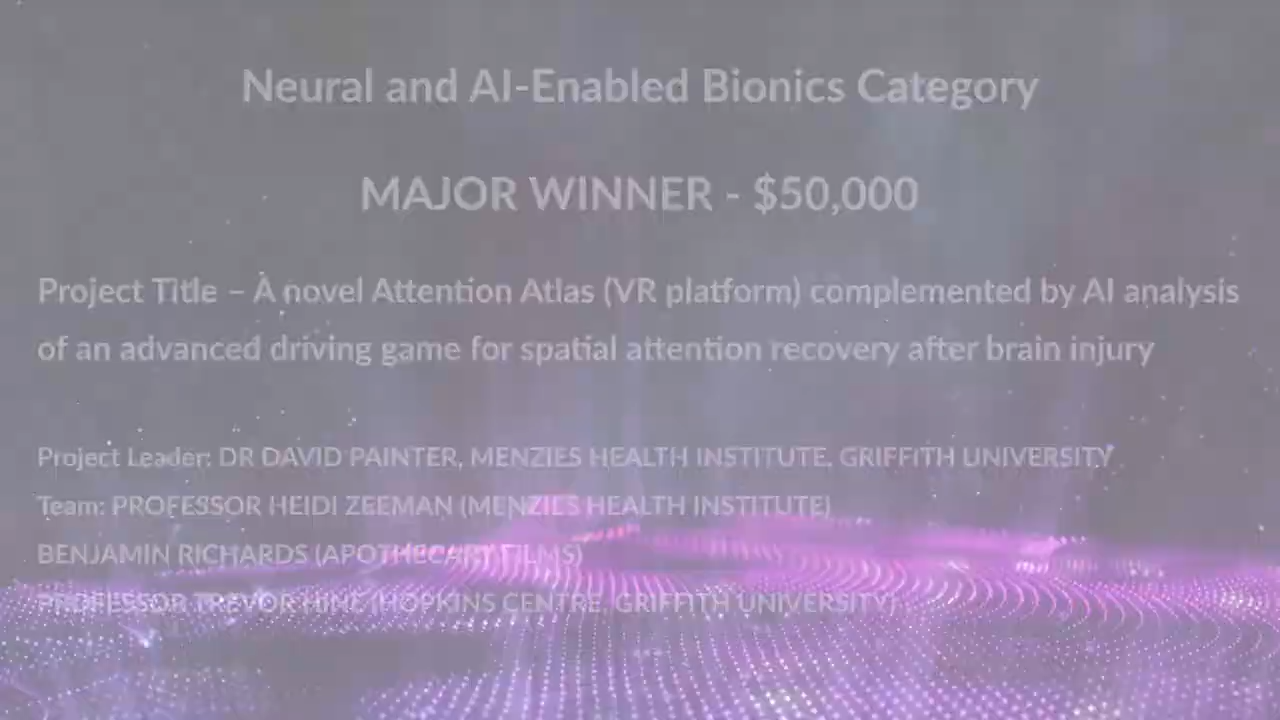 Neural and AI-Enabled Bionics Category
MAJOR WINNER - $50,000
Project Title – A novel Attention Atlas (VR platform) complemented by AI analysis
of an advanced driving game for spatial attention recovery after brain injury
Project Leader: DR DAVID PAINTER, MENZIES HEALTH INSTITUTE, GRIFFITH UNIVERSITY
Team: PROFESSOR HEIDI ZEEMAN (MENZIES HEALTH INSTITUTE)
BENJAMIN RICHARDS (APOTHECARY FILMS)
PROFESSOR TREVOR HINE (HOPKINS CENTRE, GRIFFITH UNIVERSITY)